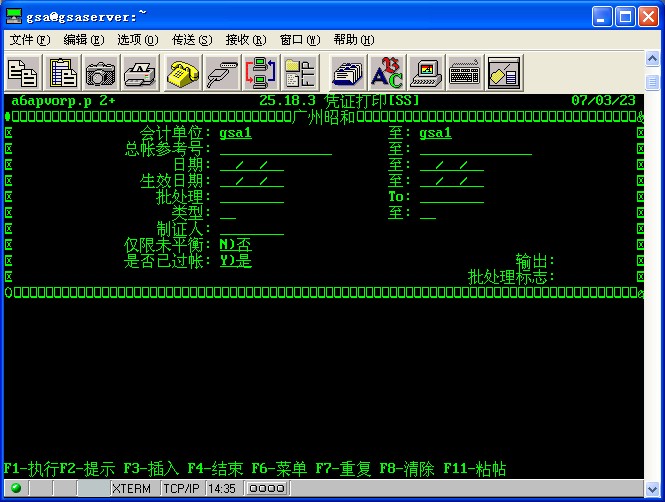 gsa@gsaserver:~
文件(F) 编辑(E) 选项(O) 传送(S) 接收(R) 窗口(W) 帮助(H)
a6apvorp.p 2+ 25.18.3 凭证打印[SS] 07/03/23
广州昭和
会计单位: gsa1 至: gsa1
总帐参考号: 至:
日期: / / 至: / /
生效日期: / / 至: / /
批处理: To:
类型: 至:
制证人:
仅限未平衡: N)否
是否已过帐: Y)是 输出:
批处理标志:
F1-执行F2-提示 F3-插入 F4-结束 F6-菜单 F7-重复 F8-清除 F11-粘帖
XTERM TCP/IP 14:35